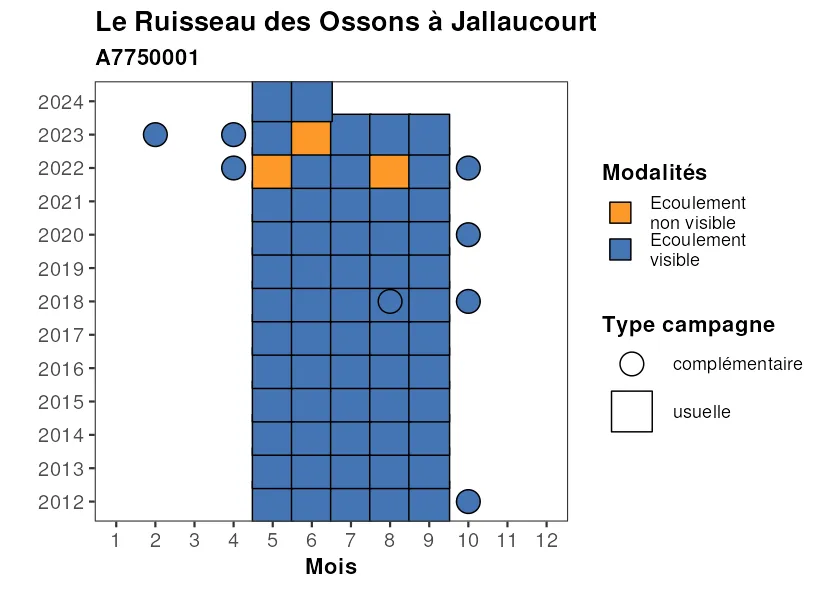 Le Ruisseau des Ossons à Jallaucourt
A7750001
2024
2023
2022
2021
2020
2019
2018
2017
2016
2015
2014
2013
2012
1 2 3 4 5 6 7 8 9 10 11 12
Mois
Modalités
Ecoulement
non visible
Ecoulement
visible
Type campagne
complémentaire
usuelle